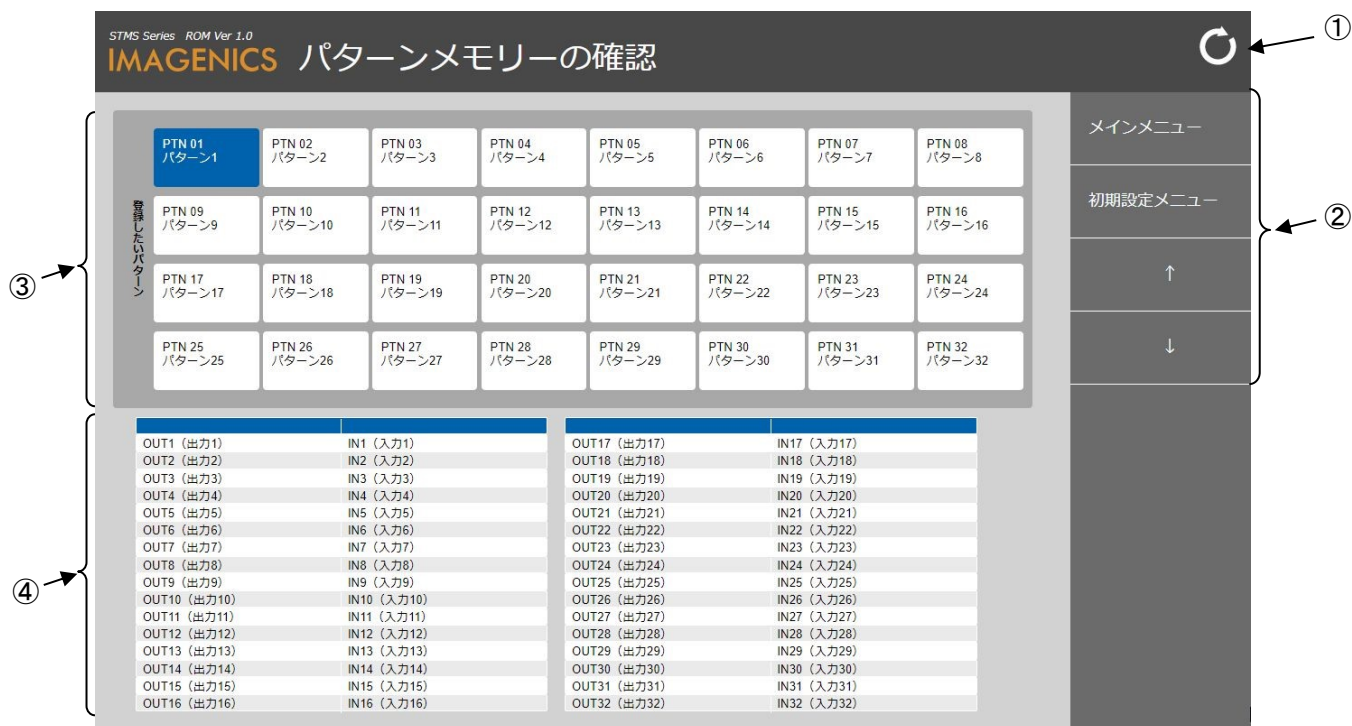 STMS Series ROM Ver 1.0
IMAGENICS パターンメモリーの確認
①
メインメニュー
初期設定メニュー
↑
↓
②
③
登録したいパターン
PTN 01
パターン1
PTN 02
パターン2
PTN 03
パターン3
PTN 04
パターン4
PTN 05
パターン5
PTN 06
パターン6
PTN 07
パターン7
PTN 08
パターン8
PTN 09
パターン9
PTN 10
パターン10
PTN 11
パターン11
PTN 12
パターン12
PTN 13
パターン13
PTN 14
パターン14
PTN 15
パターン15
PTN 16
パターン16
PTN 17
パターン17
PTN 18
パターン18
PTN 19
パターン19
PTN 20
パターン20
PTN 21
パターン21
PTN 22
パターン22
PTN 23
パターン23
PTN 24
パターン24
PTN 25
パターン25
PTN 26
パターン26
PTN 27
パターン27
PTN 28
パターン28
PTN 29
パターン29
PTN 30
パターン30
PTN 31
パターン31
PTN 32
パターン32
④
OUT1（出力1） IN1（入力1） OUT17（出力17） IN17（入力17）
OUT2（出力2） IN2（入力2） OUT18（出力18） IN18（入力18）
OUT3（出力3） IN3（入力3） OUT19（出力19） IN19（入力19）
OUT4（出力4） IN4（入力4） OUT20（出力20） IN20（入力20）
OUT5（出力5） IN5（入力5） OUT21（出力21） IN21（入力21）
OUT6（出力6） IN6（入力6） OUT22（出力22） IN22（入力22）
OUT7（出力7） IN7（入力7） OUT23（出力23） IN23（入力23）
OUT8（出力8） IN8（入力8） OUT24（出力24） IN24（入力24）
OUT9（出力9） IN9（入力9） OUT25（出力25） IN25（入力25）
OUT10（出力10） IN10（入力10） OUT26（出力26） IN26（入力26）
OUT11（出力11） IN11（入力11） OUT27（出力27） IN27（入力27）
OUT12（出力12） IN12（入力12） OUT28（出力28） IN28（入力28）
OUT13（出力13） IN13（入力13） OUT29（出力29） IN29（入力29）
OUT14（出力14） IN14（入力14） OUT30（出力30） IN30（入力30）
OUT15（出力15） IN15（入力15） OUT31（出力31） IN31（入力31）
OUT16（出力16） IN16（入力16） OUT32（出力32） IN32（入力32）